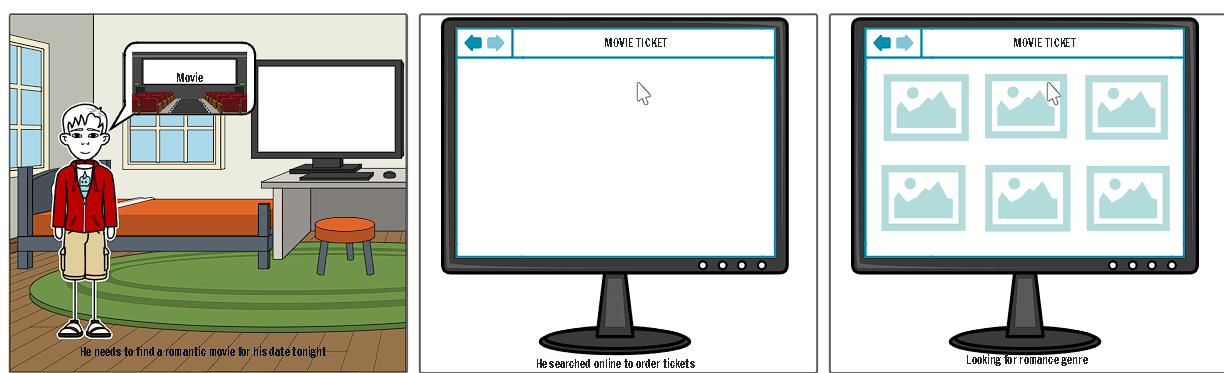 Movie
He needs to find a romantic movie for his date tonight
MOVIE TICKET
He searched online to order tickets
MOVIE TICKET
Looking for romance genre